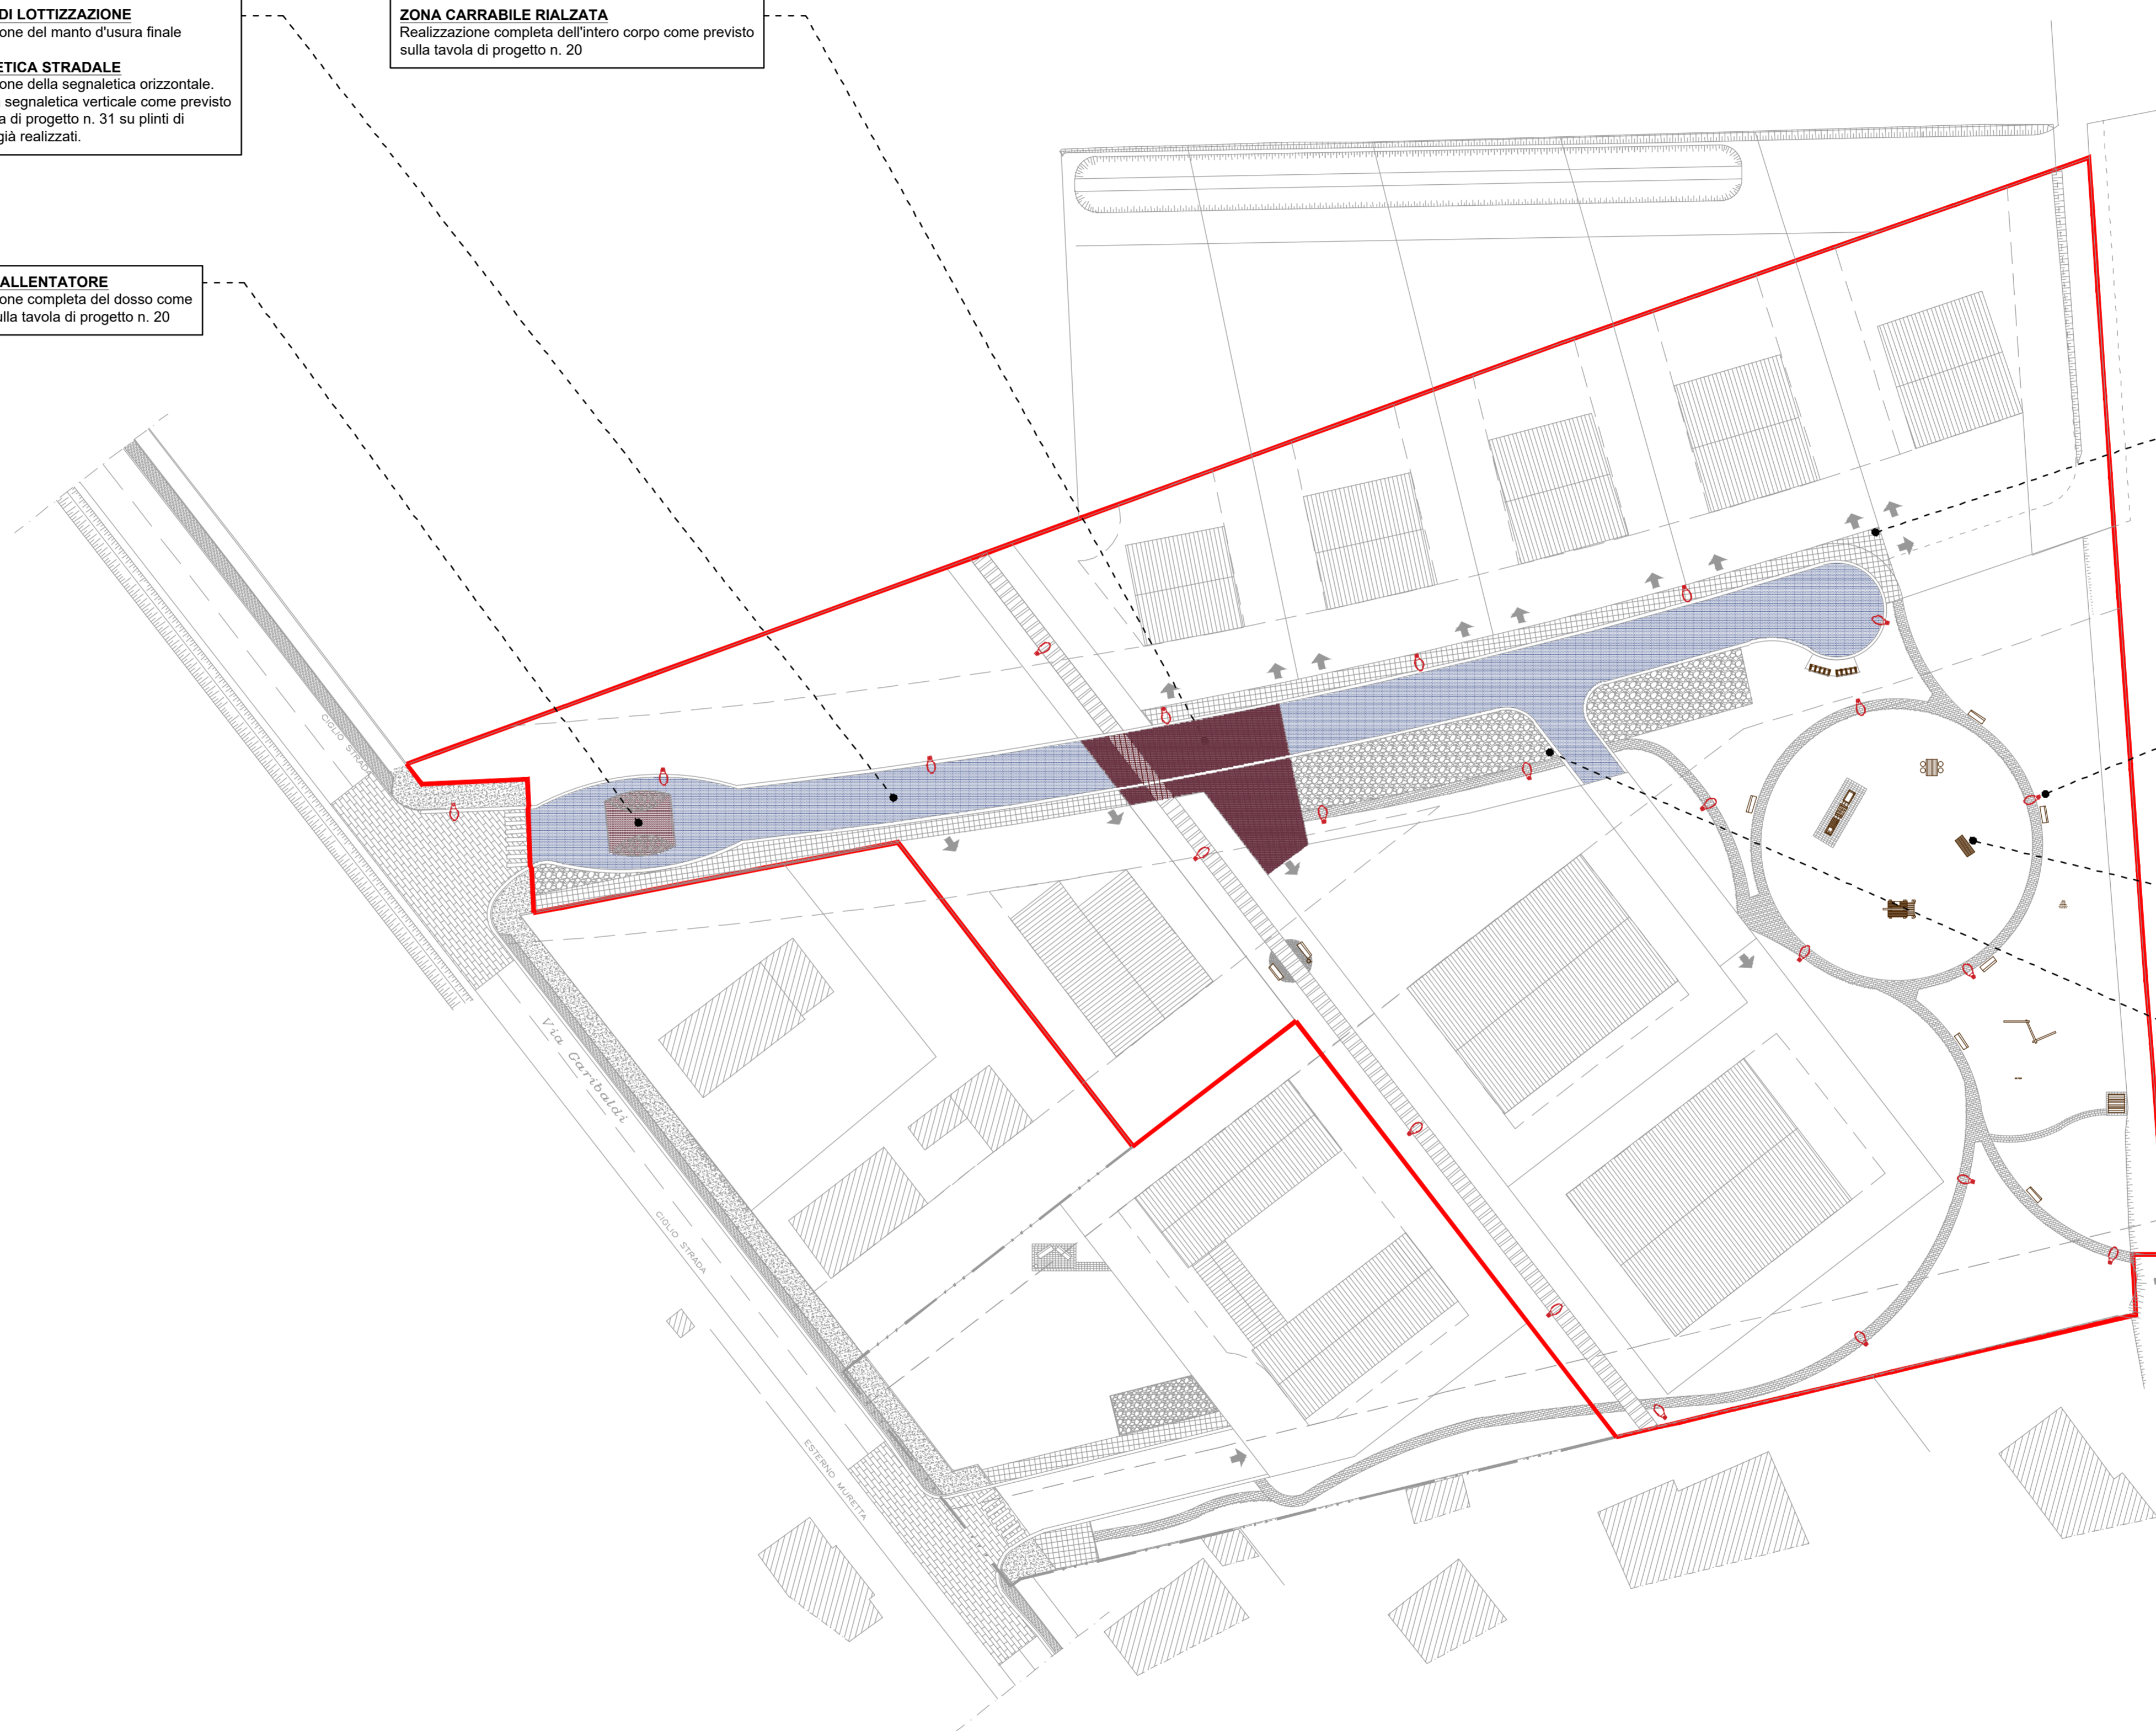 DI LOTTIZZAZIONE
one del manto d'usura finale
ETICA STRADALE
one della segnaletica orizzontale.
segnaletica verticale come previsto
a di progetto n. 31 su plinti di
già realizzati.
ZONA CARRABILE RIALZATA
Realizzazione completa dell'intero corpo come previsto
sulla tavola di progetto n. 20
ALLENTATORE
one completa del dosso come
ulla tavola di progetto n. 20
CIGLIO STRADA
Via Garibaldi
CIGLIO STRADA
ESTERNO MURETTA